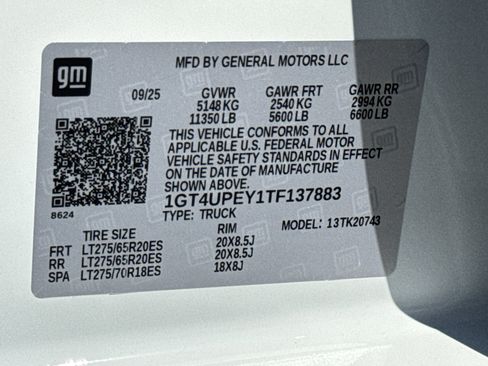 gm
MFD BY GENERAL MOTORS LLC
09/25 GVWR GAWR FRT GAWR RR
5148 KG 2540 KG 2994 KG
11350 LB 5600 LB 6600 LB
THIS VEHICLE CONFORMS TO ALL
APPLICABLE U.S. FEDERAL MOTOR
VEHICLE SAFETY STANDARDS IN EFFECT
ON THE DATE OF MANUFACTURE
SHOWN ABOVE.
1GT4UPEY1TF137883
8624
TYPE: TRUCK MODEL: 13TK20743
TIRE SIZE RIM
FRT LT275/65R20ES 20X8.5J
RR LT275/65R20ES 20X8.5J
SPA LT275/70R18ES 18X8J